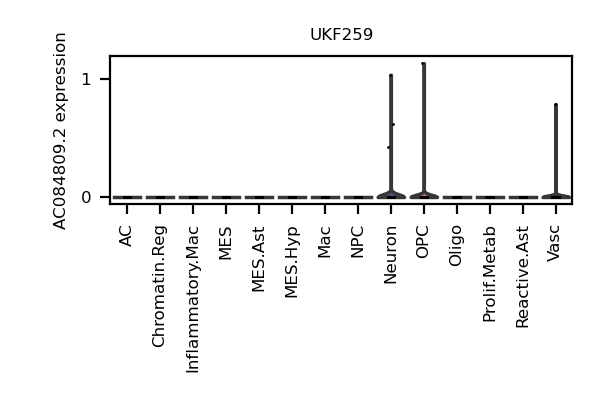 UKF259
AC084809.2 expression
1
0
AC
Chromatin.Reg
Inflammatory.Mac
MES
MES.Ast
MES.Hyp
Mac
NPC
Neuron
OPC
Oligo
Prolif.Metab
Reactive.Ast
Vasc